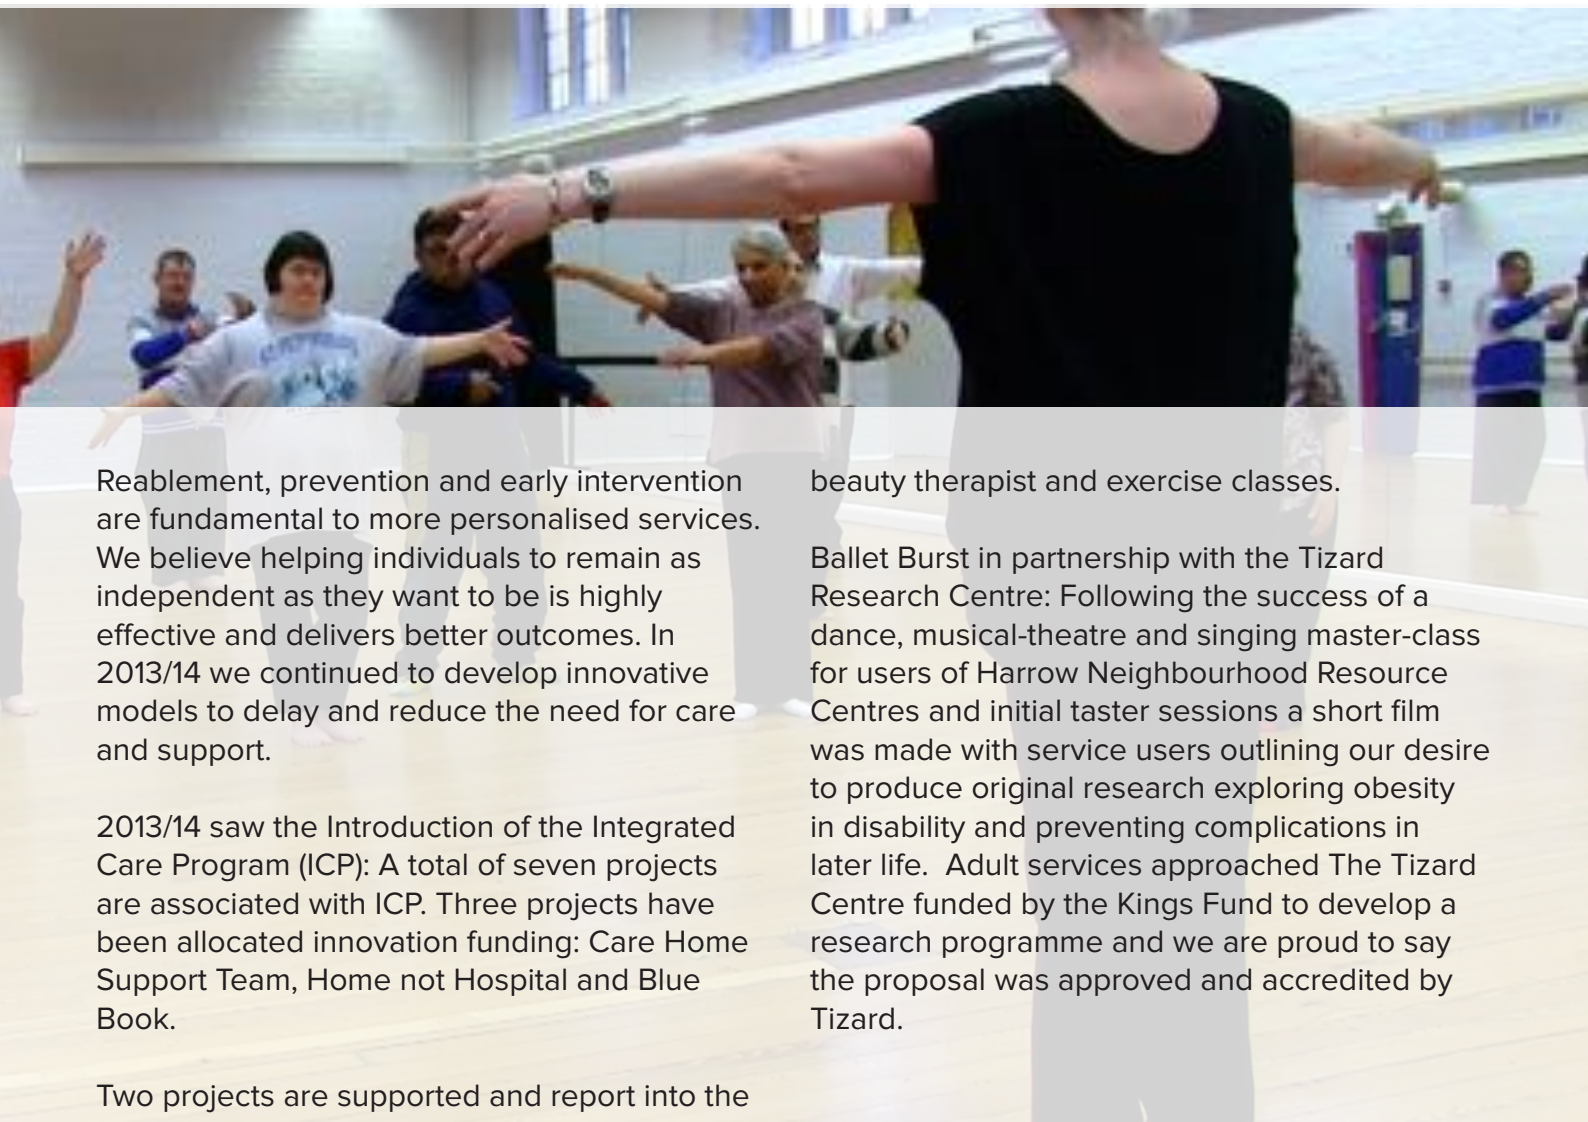 Reablement, prevention and early intervention
are fundamental to more personalised services.
We believe helping individuals to remain as
independent as they want to be is highly
effective and delivers better outcomes. In
2013/14 we continued to develop innovative
models to delay and reduce the need for care
and support.

2013/14 saw the Introduction of the Integrated
Care Program (ICP): A total of seven projects
are associated with ICP. Three projects have
been allocated innovation funding: Care Home
Support Team, Home not Hospital and Blue
Book.

Two projects are supported and report into the

beauty therapist and exercise classes.

Ballet Burst in partnership with the Tizard
Research Centre: Following the success of a
dance, musical-theatre and singing master-class
for users of Harrow Neighbourhood Resource
Centres and initial taster sessions a short film
was made with service users outlining our desire
to produce original research exploring obesity
in disability and preventing complications in
later life.  Adult services approached The Tizard
Centre funded by the Kings Fund to develop a
research programme and we are proud to say
the proposal was approved and accredited by
Tizard.